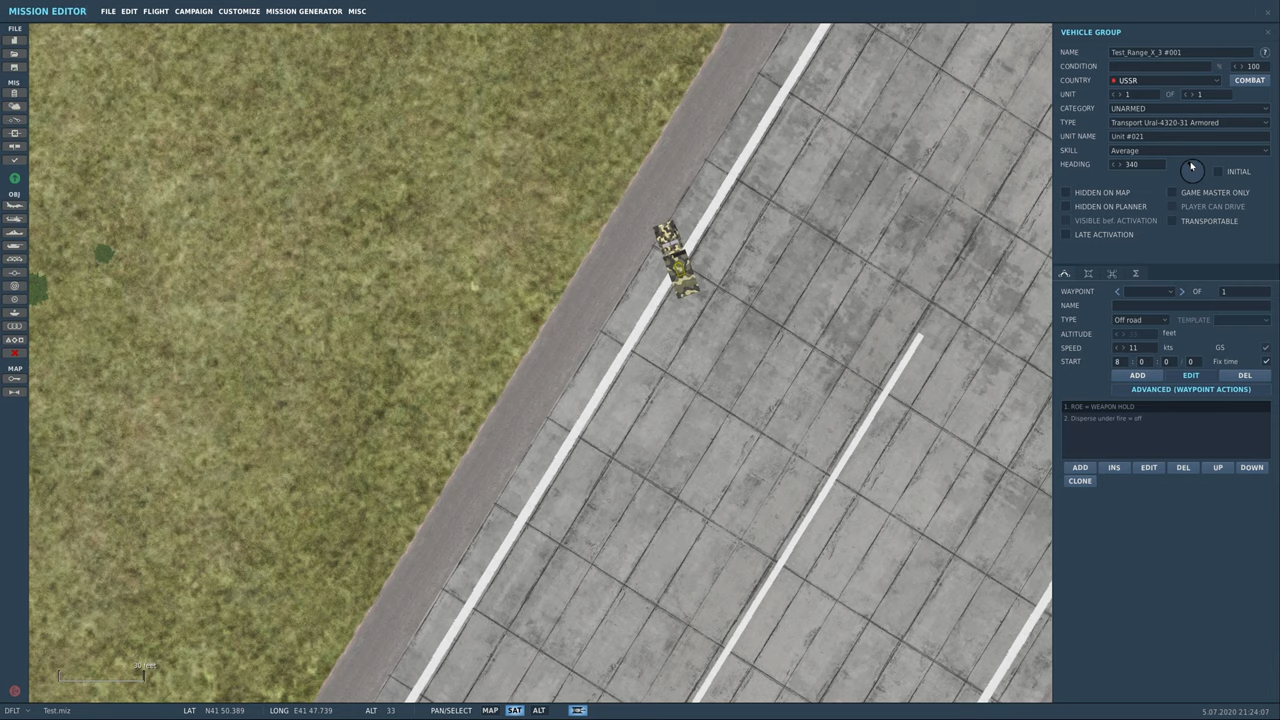 MISSION EDITOR FILE EDIT FLIGHT CAMPAIGN CUSTOMIZE MISSION GENERATOR MISC
FILE
MIS
OBJ
MAP
30 feet
VEHICLE GROUP
NAME Test_Range_X_3 #001 ?
CONDITION % < > 100
COUNTRY USSR COMBAT
UNIT < > 1 OF < > 1
CATEGORY UNARMED
TYPE Transport Ural-4320-31 Armored
UNIT NAME Unit #021
SKILL Average
HEADING < > 340
INITIAL
HIDDEN ON MAP GAME MASTER ONLY
HIDDEN ON PLANNER PLAYER CAN DRIVE
VISIBLE bef. ACTIVATION TRANSPORTABLE
LATE ACTIVATION
WAYPOINT OF 1
NAME
TYPE Off road TEMPLATE
ALTITUDE feet
SPEED < > 11 kts GS
START 8 : 0 : 0 / 0 Fix time
ADD EDIT DEL
ADVANCED (WAYPOINT ACTIONS)
1. ROE = WEAPON HOLD
2. Disperse under fire = off
ADD INS EDIT DEL UP DOWN
CLONE
DFLT Test.miz LAT N41 50.389 LONG E41 47.739 ALT 33 PAN/SELECT MAP SAT ALT 5.07.2020 21:24:07